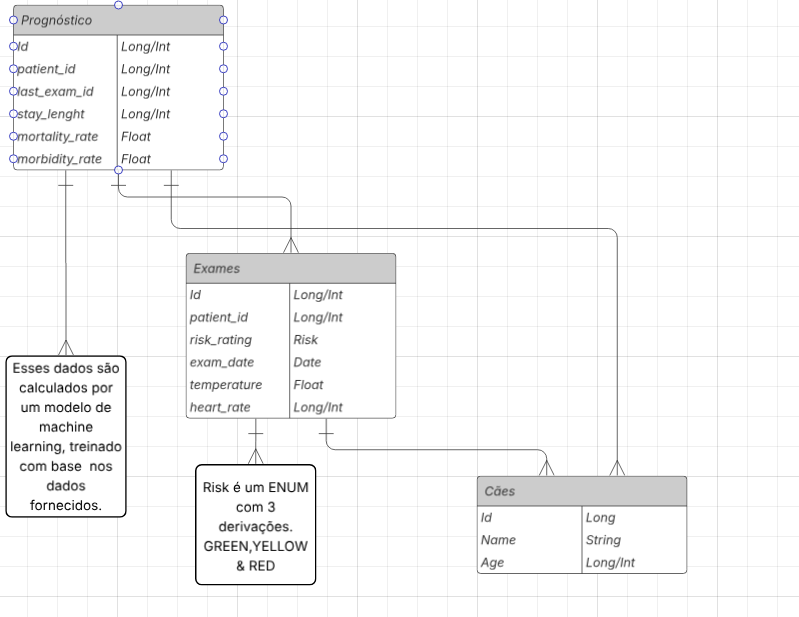 Prognóstico
Id Long/Int
patient_id Long/Int
last_exam_id Long/Int
stay_lenght Long/Int
mortality_rate Float
morbidity_rate Float
Exames
Id Long/Int
patient_id Long/Int
risk_rating Risk
exam_date Date
temperature Float
heart_rate Long/Int
Esses dados são
calculados por
um modelo de
machine
learning, treinado
com base nos
dados
fornecidos.
Risk é um ENUM
com 3
derivações.
GREEN,YELLOW
& RED
Cães
Id Long
Name String
Age Long/Int